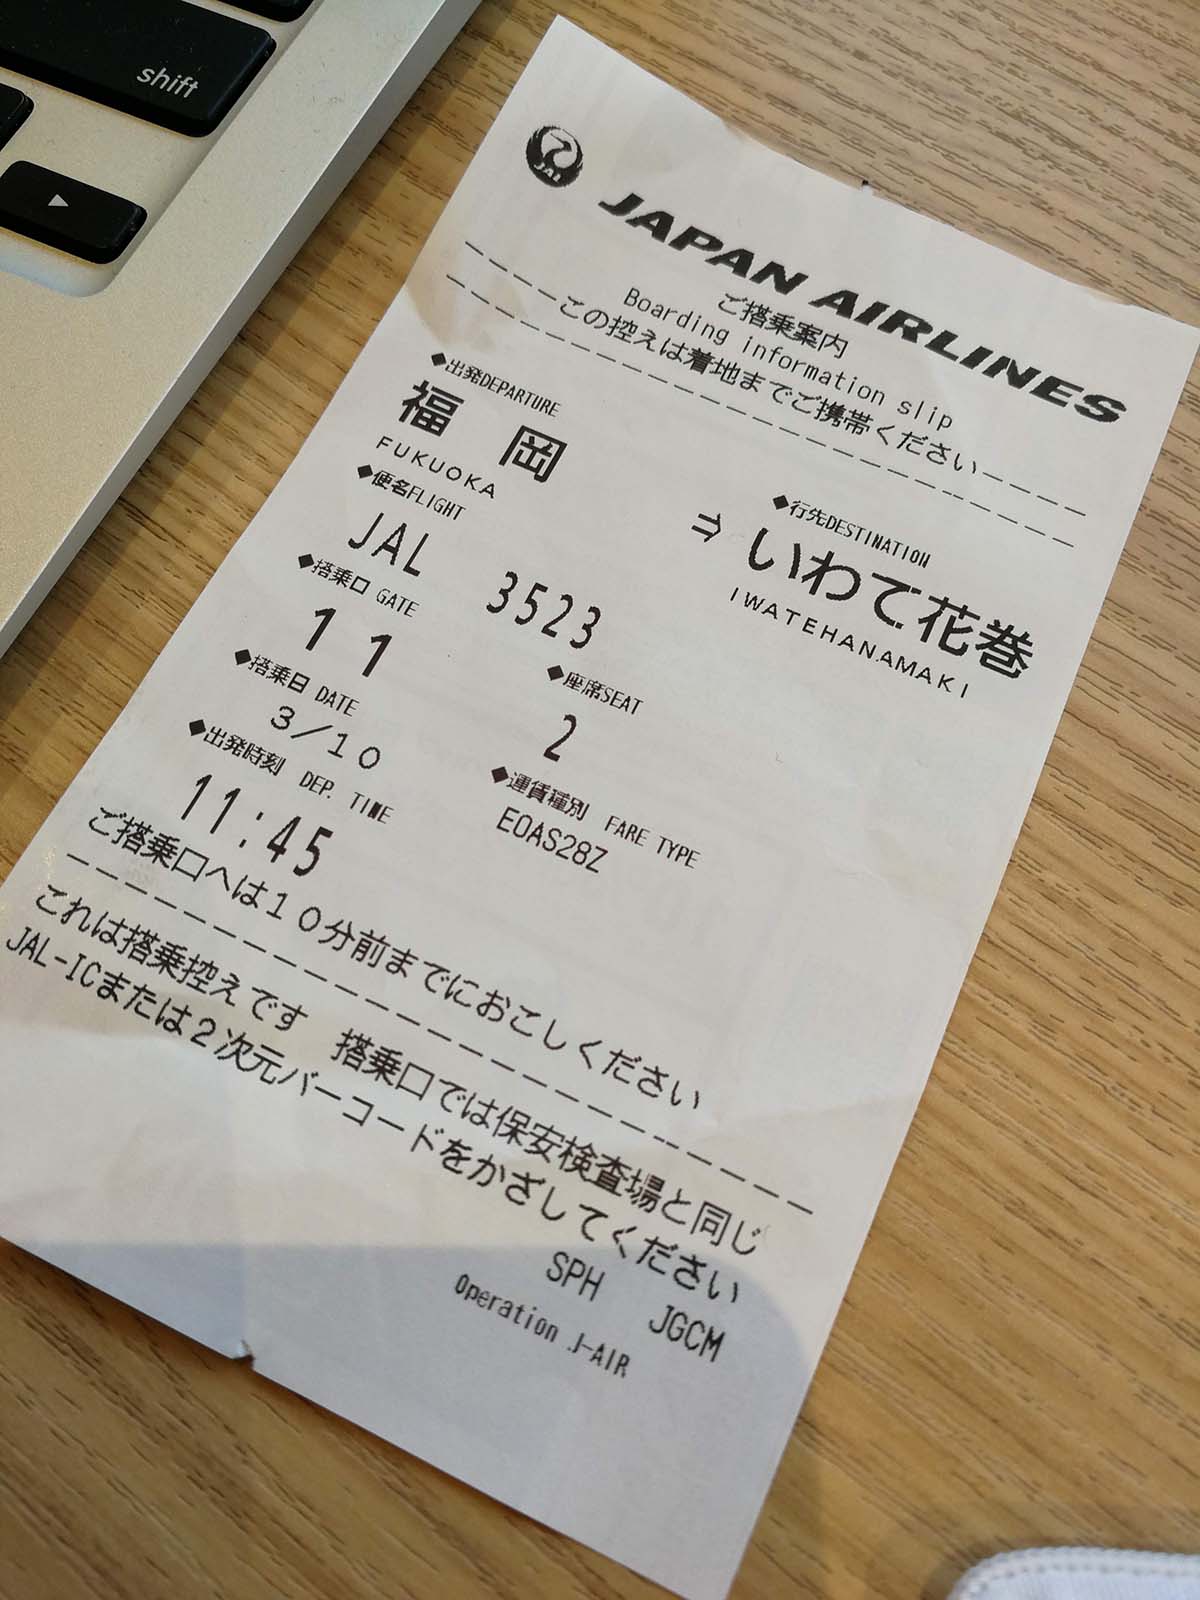 shift
JAL
JAPAN AIRLINES
ご搭乗案内
Boarding information slip
-----この控えは着地までご携帯ください-----
◆出発DEPARTURE ◆行先DESTINATION
福 岡 ⇒ いわて花巻
FUKUOKA IWATEHANAMAKI
◆便名FLIGHT
JAL 3523
◆搭乗口 GATE ◆座席SEAT
11 2
◆搭乗日 DATE ◆運賃種別 FARE TYPE
3/10 EOAS28Z
◆出発時刻 DEP. TIME
11:45
ご搭乗口へは10分前までにおこしください
これは搭乗控えです 搭乗口では保安検査場と同じ
JAL-ICまたは2次元バーコードをかざしてください
SPH JGCM
Operation J-AIR